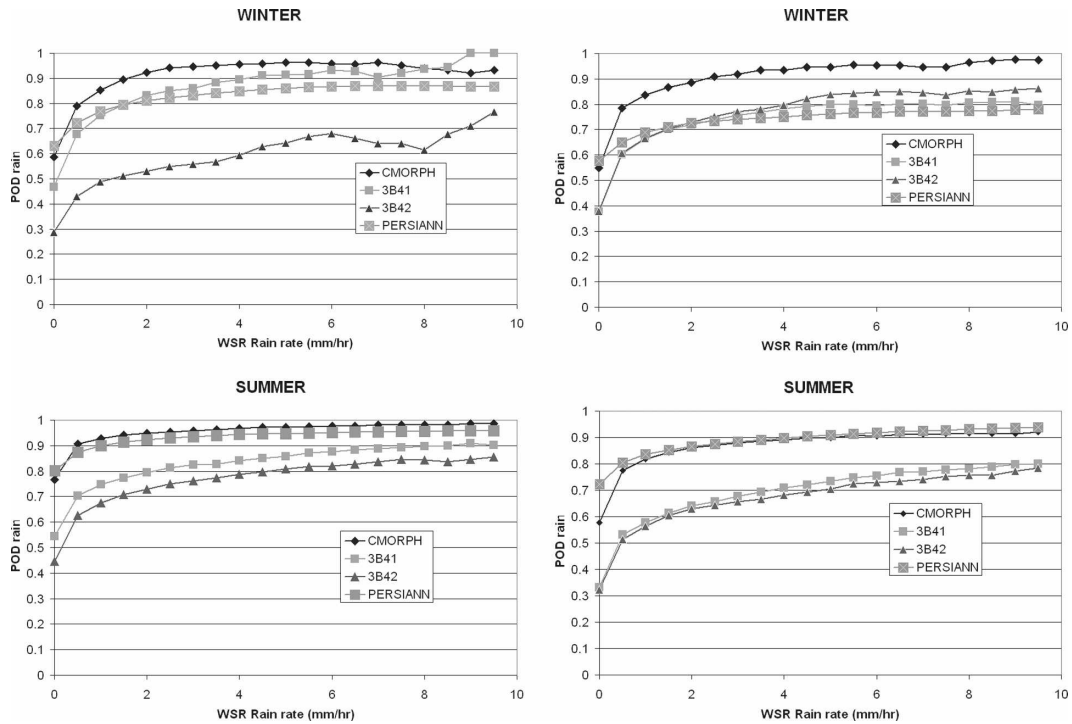 WINTER
POD rain
1
0.9
0.8
0.7
0.6
0.5
0.4
0.3
0.2
0.1
0
CMORPH
3B41
3B42
PERSIANN
0 2 4 6 8 10
WSR Rain rate (mm/hr)
WINTER
POD rain
1
0.9
0.8
0.7
0.6
0.5
0.4
0.3
0.2
0.1
0
CMORPH
3B41
3B42
PERSIANN
0 2 4 6 8 10
WSR Rain rate (mm/hr)
SUMMER
POD rain
1
0.9
0.8
0.7
0.6
0.5
0.4
0.3
0.2
0.1
0
CMORPH
3B41
3B42
PERSIANN
0 2 4 6 8 10
WSR Rain rate (mm/hr)
SUMMER
POD rain
1
0.9
0.8
0.7
0.6
0.5
0.4
0.3
0.2
0.1
0
CMORPH
3B41
3B42
PERSIANN
0 2 4 6 8 10
WSR Rain rate (mm/hr)